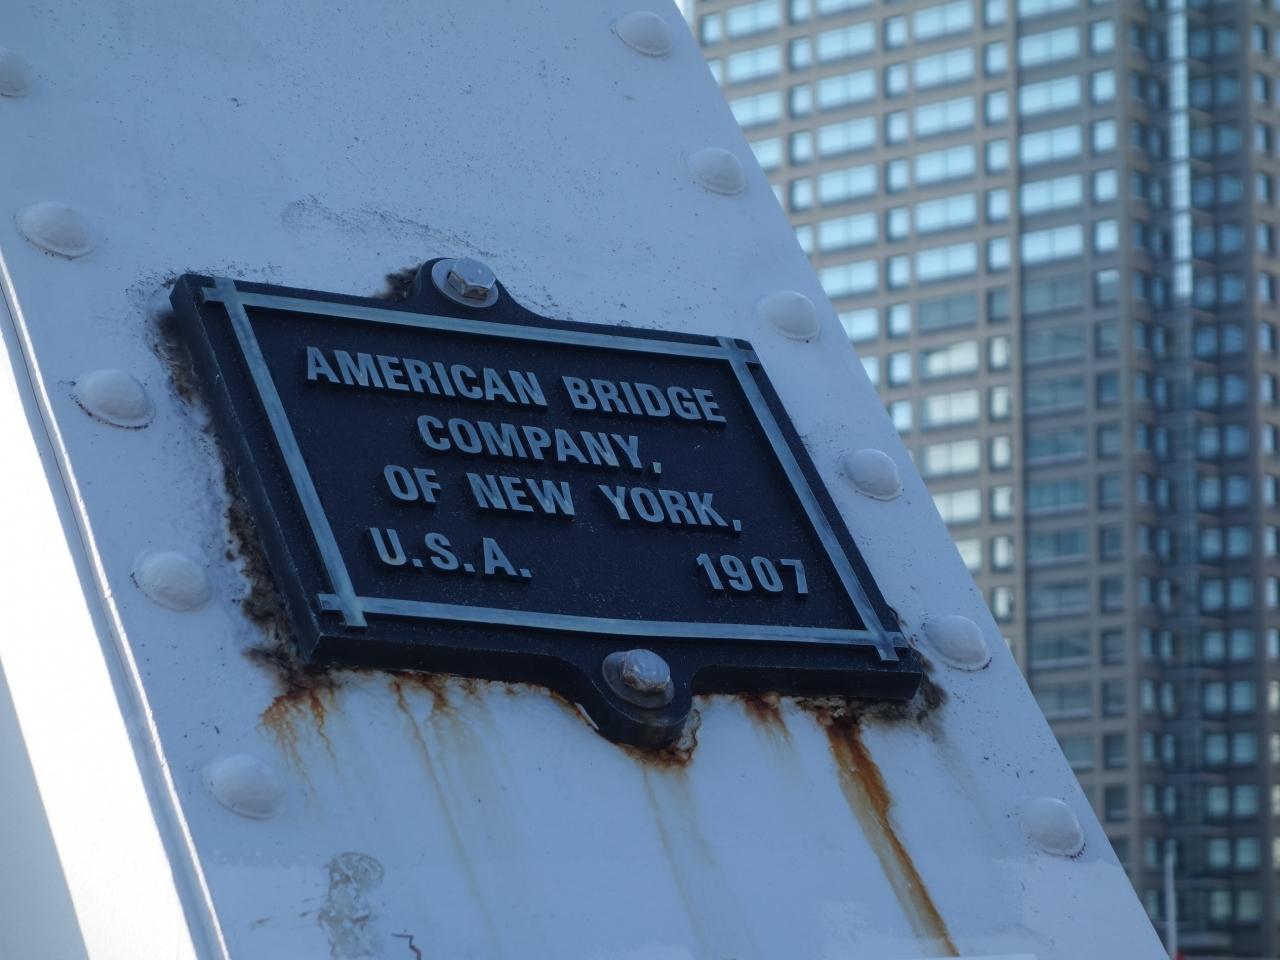 AMERICAN BRIDGE
COMPANY,
OF NEW YORK,
U.S.A. 1907